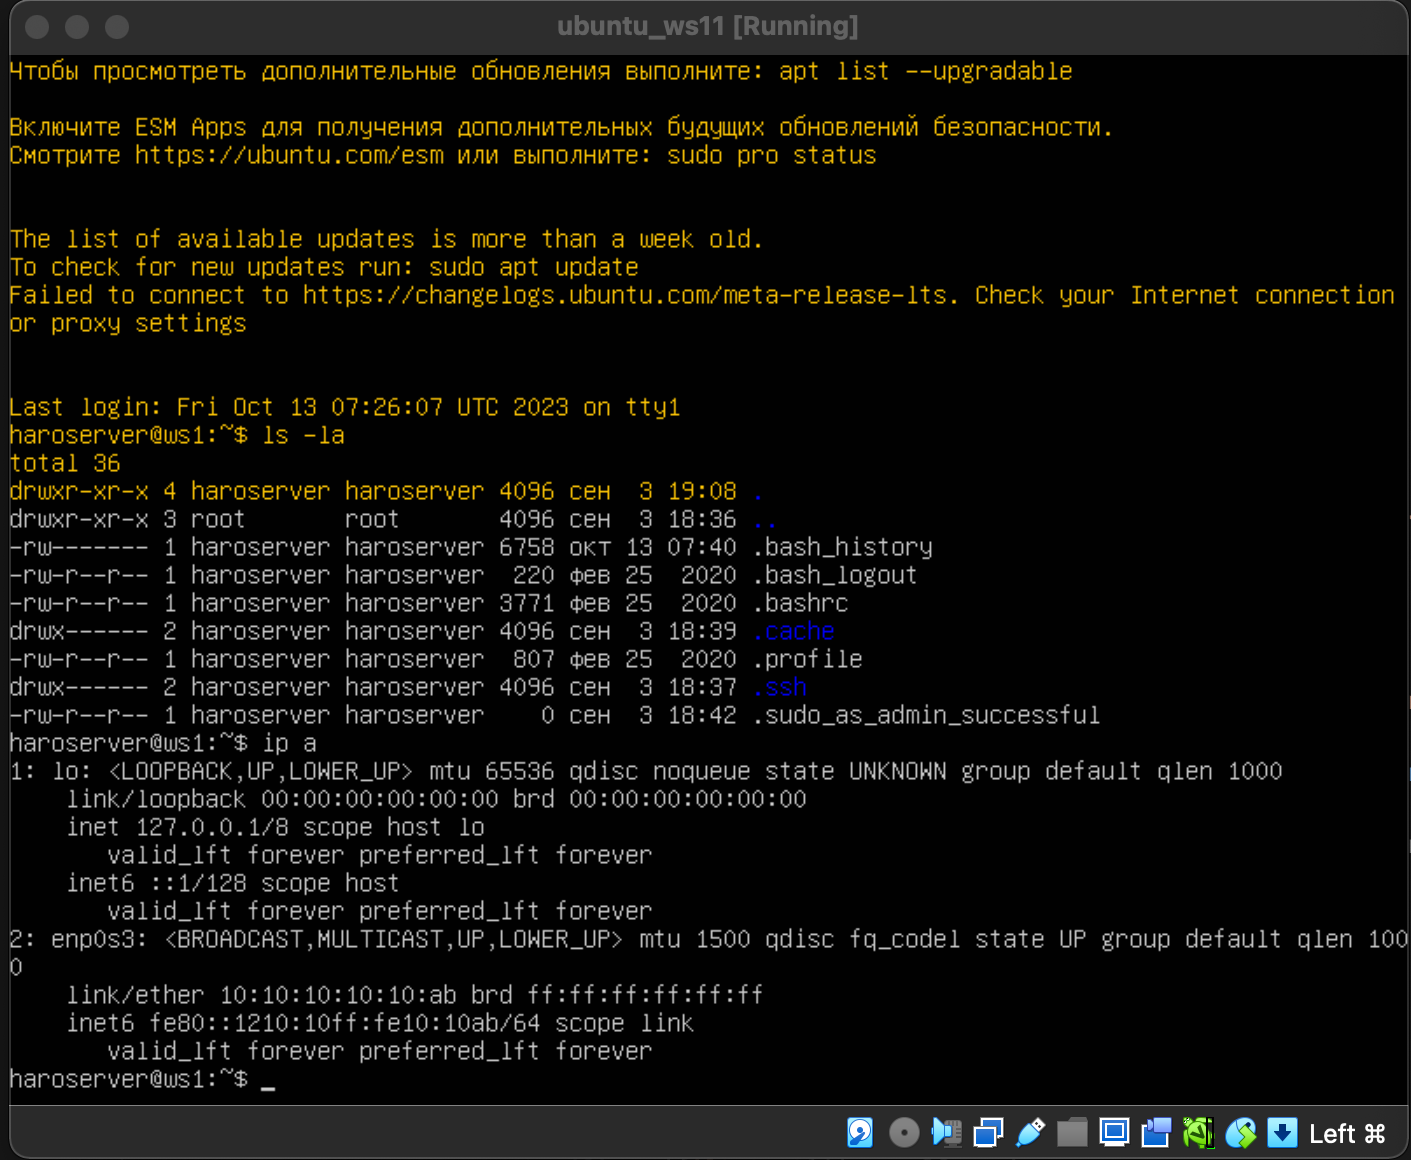 ubuntu_ws11 [Running]
Чтобы просмотреть дополнительные обновления выполните: apt list --upgradable
Включите ESM Apps для получения дополнительных будущих обновлений безопасности.
Смотрите https://ubuntu.com/esm или выполните: sudo pro status
The list of available updates is more than a week old.
To check for new updates run: sudo apt update
Failed to connect to https://changelogs.ubuntu.com/meta-release-lts. Check your Internet connection
or proxy settings
Last login: Fri Oct 13 07:26:07 UTC 2023 on tty1
haroserver@ws1:~$ ls -la
total 36
drwxr-xr-x 4 haroserver haroserver 4096 сен  3 19:08 .
drwxr-xr-x 3 root       root       4096 сен  3 18:36 ..
-rw------- 1 haroserver haroserver 6758 окт 13 07:40 .bash_history
-rw-r--r-- 1 haroserver haroserver  220 фев 25  2020 .bash_logout
-rw-r--r-- 1 haroserver haroserver 3771 фев 25  2020 .bashrc
drwx------ 2 haroserver haroserver 4096 сен  3 18:39 .cache
-rw-r--r-- 1 haroserver haroserver  807 фев 25  2020 .profile
drwx------ 2 haroserver haroserver 4096 сен  3 18:37 .ssh
-rw-r--r-- 1 haroserver haroserver    0 сен  3 18:42 .sudo_as_admin_successful
haroserver@ws1:~$ ip a
1: lo: <LOOPBACK,UP,LOWER_UP> mtu 65536 qdisc noqueue state UNKNOWN group default qlen 1000
    link/loopback 00:00:00:00:00:00 brd 00:00:00:00:00:00
    inet 127.0.0.1/8 scope host lo
       valid_lft forever preferred_lft forever
    inet6 ::1/128 scope host
       valid_lft forever preferred_lft forever
2: enp0s3: <BROADCAST,MULTICAST,UP,LOWER_UP> mtu 1500 qdisc fq_codel state UP group default qlen 100
0
    link/ether 10:10:10:10:10:ab brd ff:ff:ff:ff:ff:ff
    inet6 fe80::1210:10ff:fe10:10ab/64 scope link
       valid_lft forever preferred_lft forever
haroserver@ws1:~$ _
Left ⌘